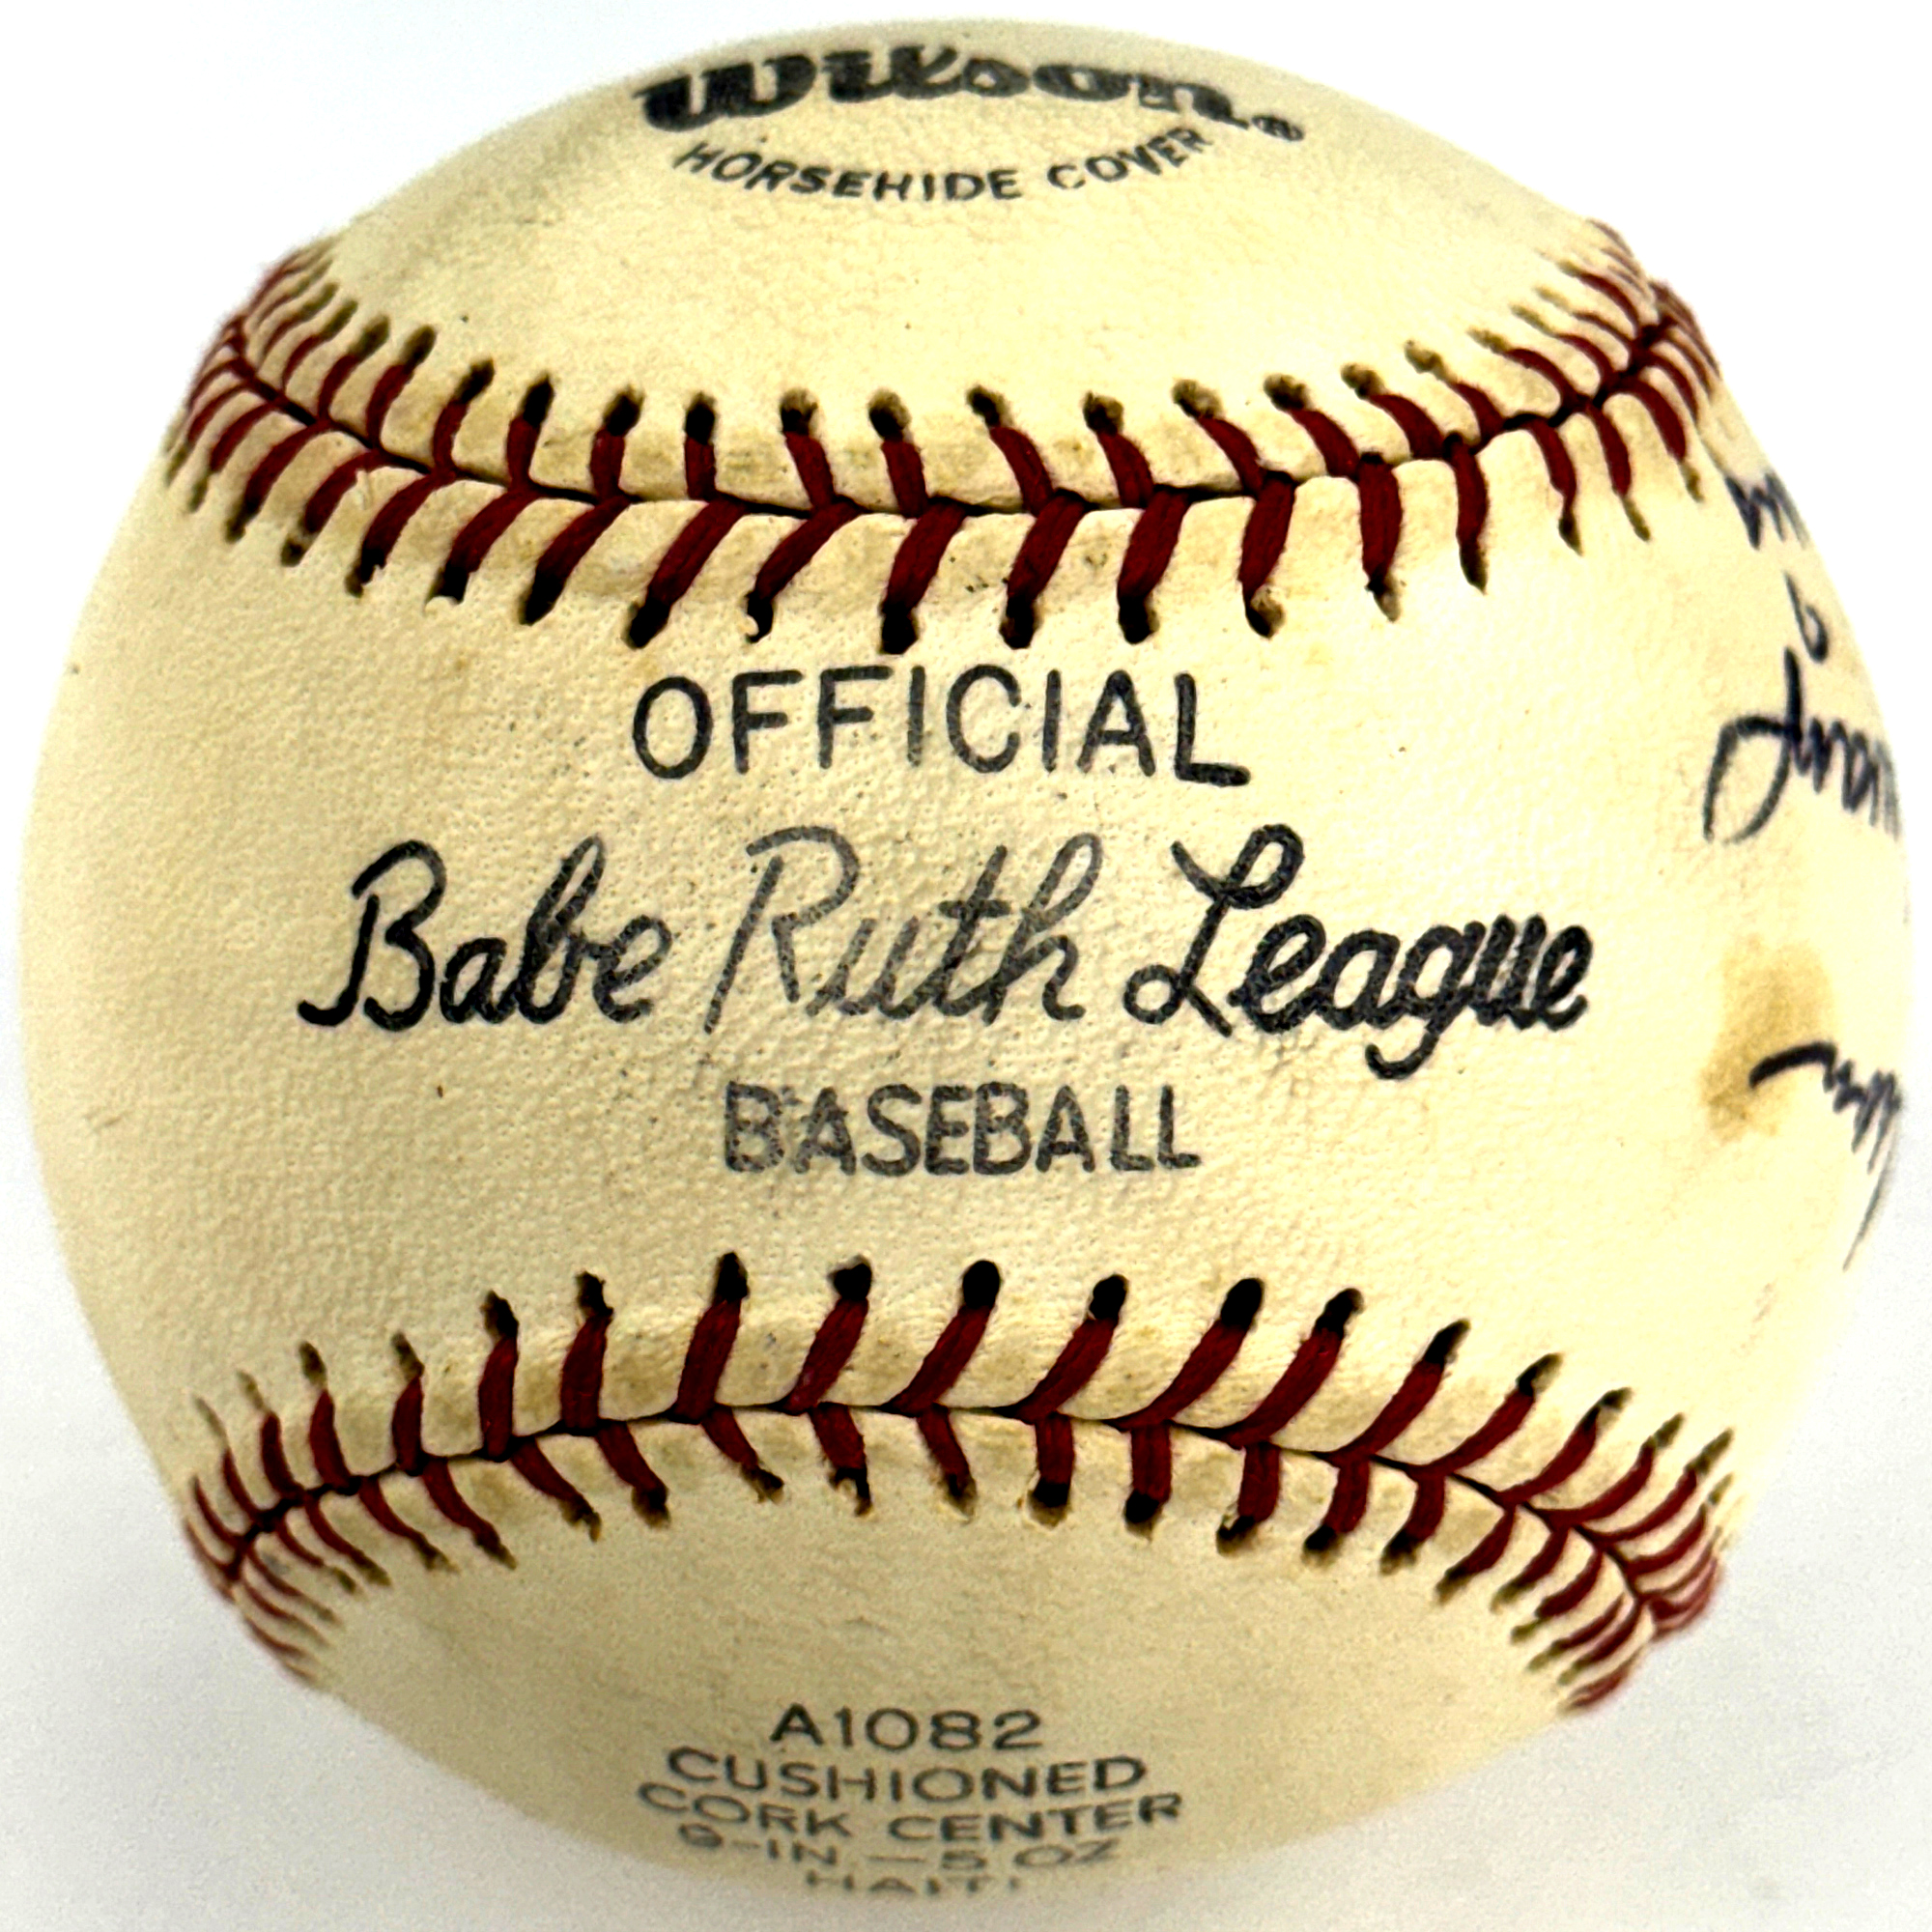 Wilson®
HORSEHIDE COVER
OFFICIAL
Babe Ruth League
BASEBALL
A1082
CUSHIONED
CORK CENTER
9-IN — 5 OZ
HAITI